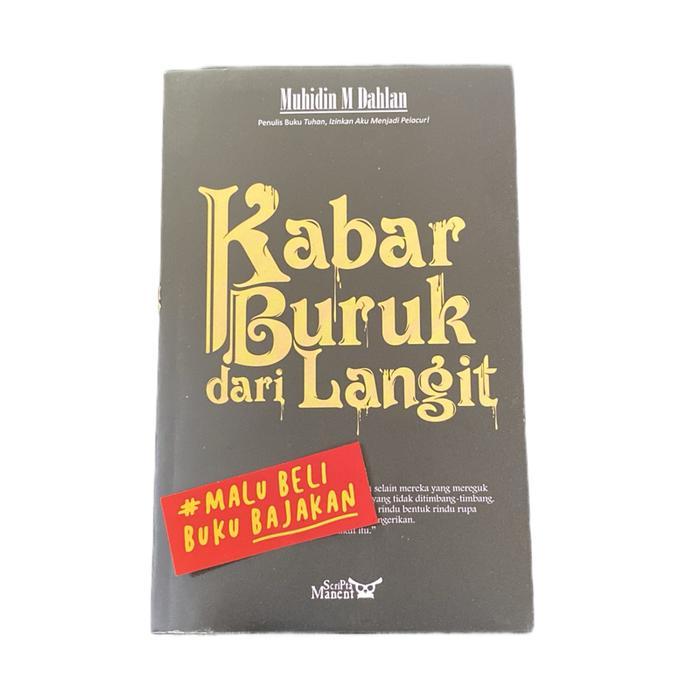 Muhidin M Dahlan
Penulis Buku Tuhan, Izinkan Aku Menjadi Pelacur!
Kabar
Buruk
dari Langit
#MALU BELI
BUKU BAJAKAN
selain mereka yang mereguk
yang tidak ditimbang-timbang,
rindu bentuk rindu rupa
ngerikan.
ini."
Scripta
Manent